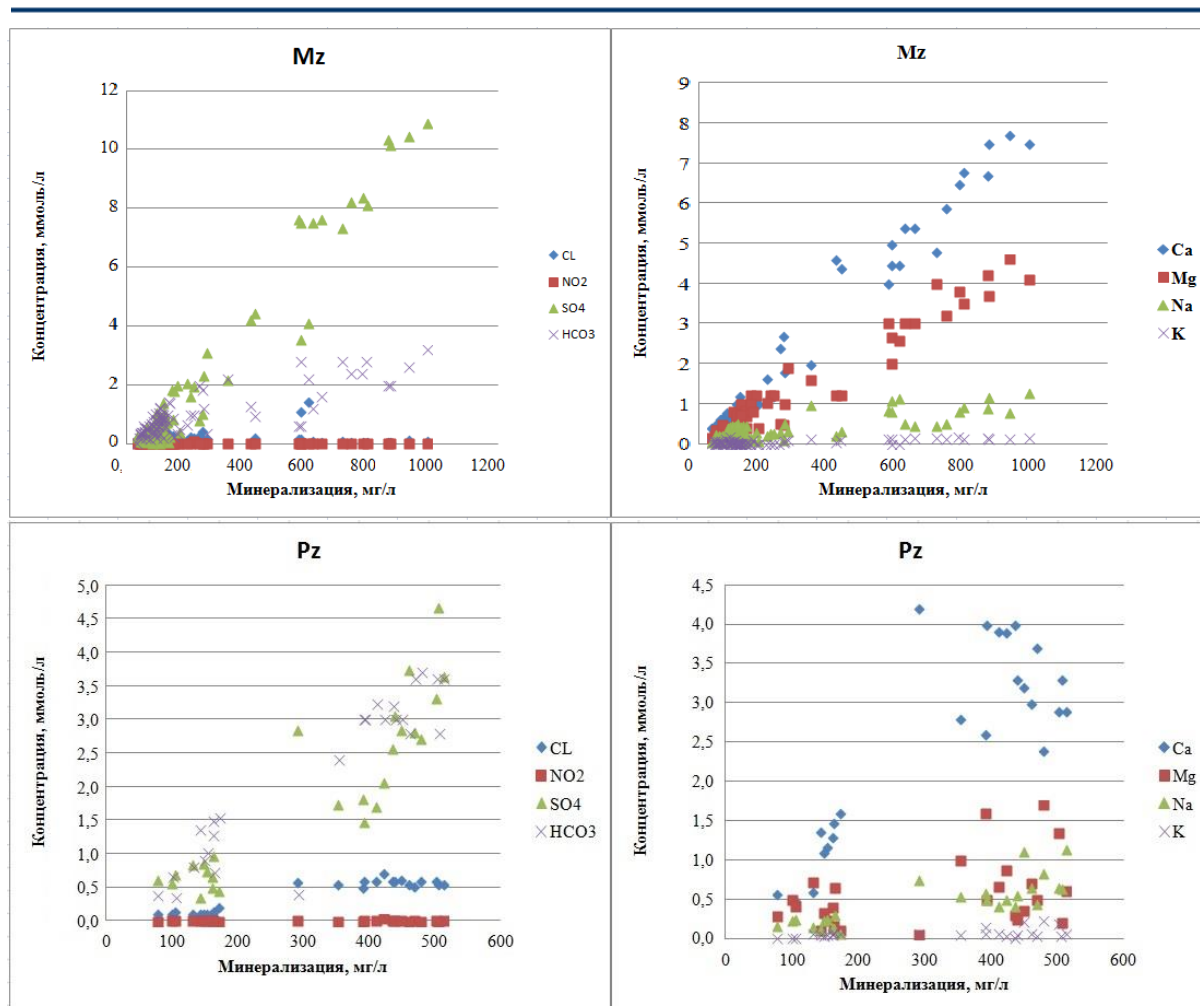 Mz
Концентрация, ммоль/л
12
10
8
6
4
2
0
0,
200
400
600
800
1000
1200
Минерализация, мг/л
CL
NO2
SO4
HCO3
Mz
Концентрация, ммоль/л
9
8
7
6
5
4
3
2
1
0
0
200
400
600
800
1000
1200
Минерализация, мг/л
Ca
Mg
Na
K
Pz
Концентрация, ммоль/л
5,0
4,5
4,0
3,5
3,0
2,5
2,0
1,5
1,0
0,5
0,0
0
100
200
300
400
500
600
Минерализация, мг/л
CL
NO2
SO4
HCO3
Pz
Концентрация, ммоль/л
4,5
4,0
3,5
3,0
2,5
2,0
1,5
1,0
0,5
0,0
0
100
200
300
400
500
600
Минерализация, мг/л
Ca
Mg
Na
K